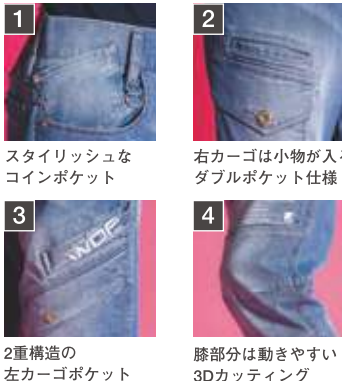 1
スタイリッシュな
コインポケット
2
右カーゴは小物が入る
ダブルポケット仕様
3
2重構造の
左カーゴポケット
4
膝部分は動きやすい
3Dカッティング